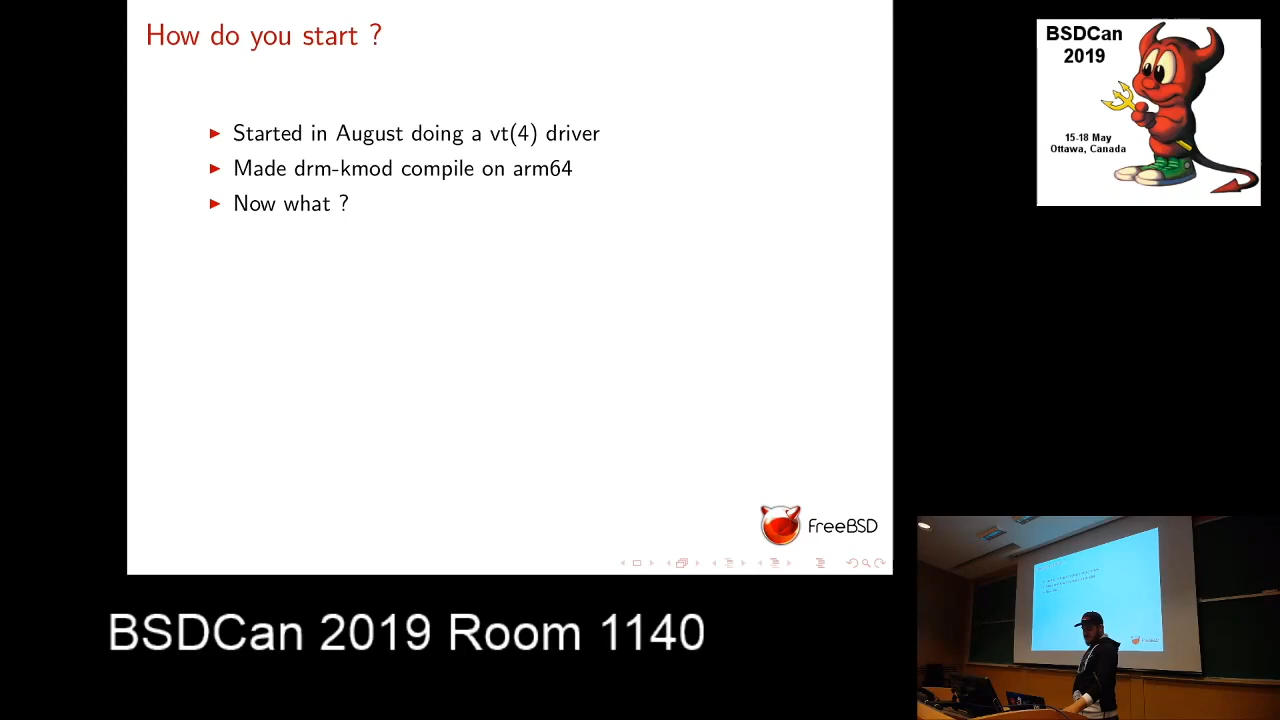 How do you start ?
Started in August doing a vt(4) driver
Made drm-kmod compile on arm64
Now what ?
FreeBSD
BSDCan
2019
15-18 May
Ottawa, Canada
BSDCan 2019 Room 1140